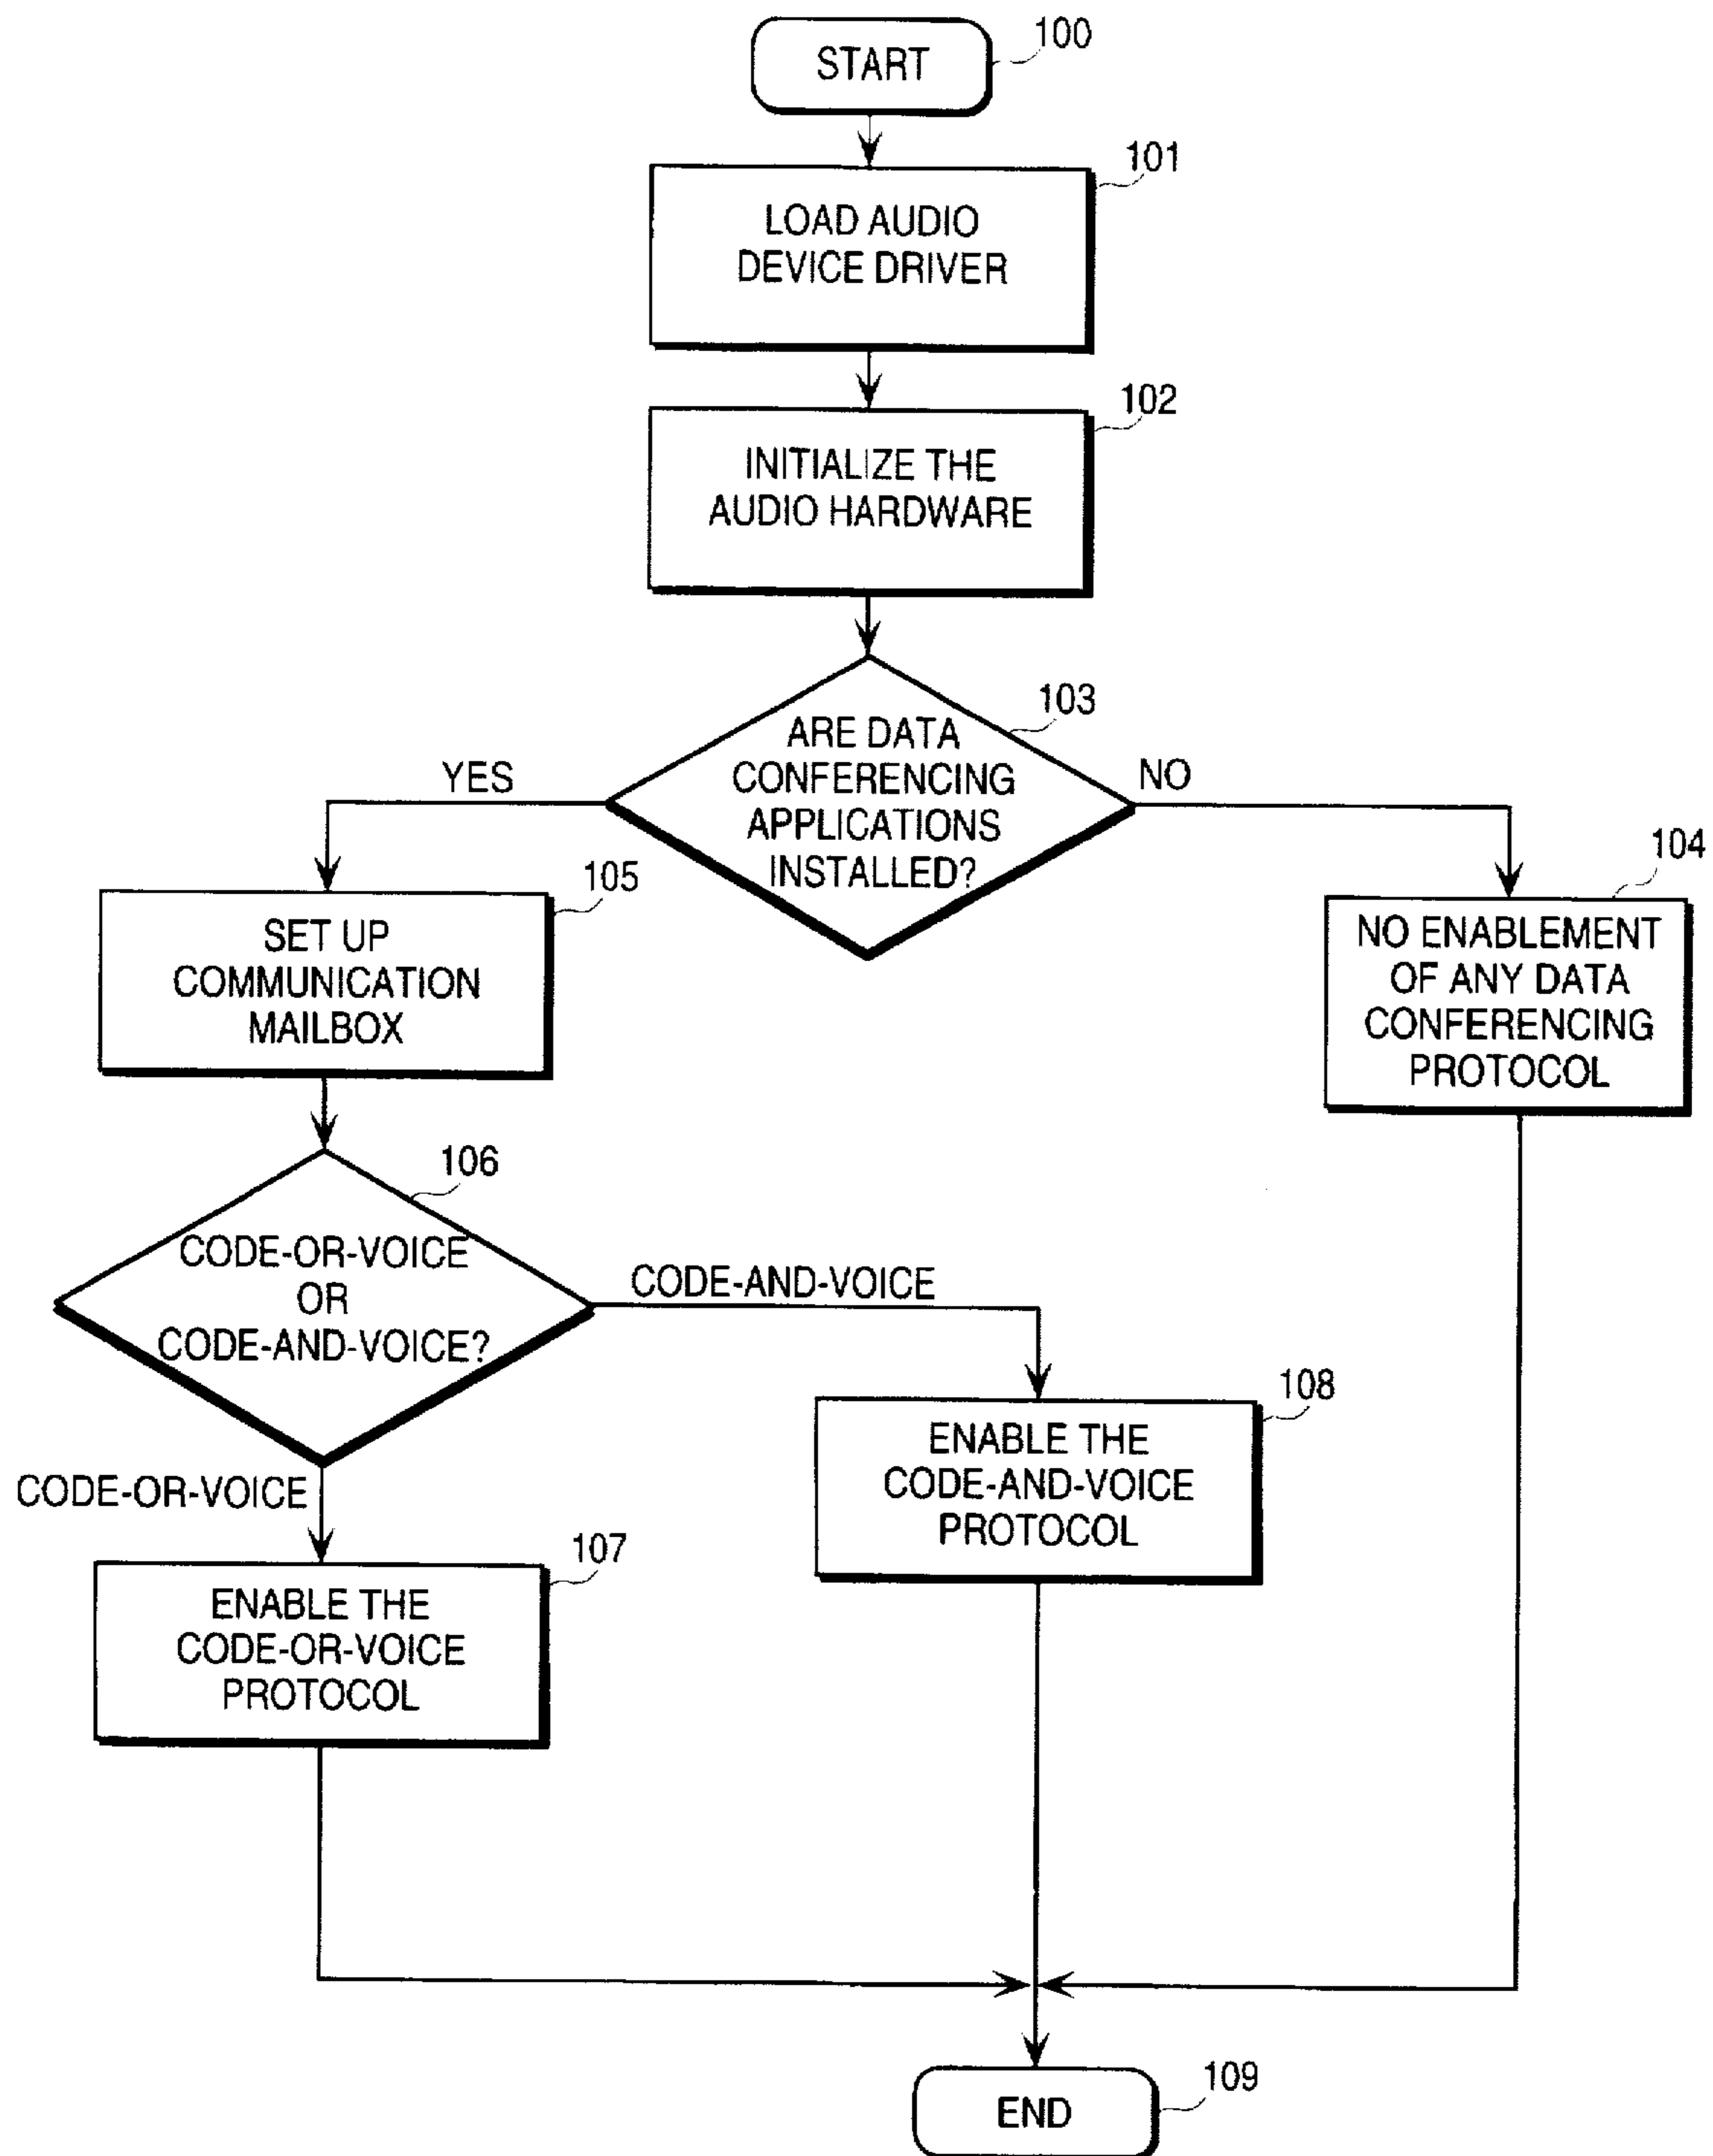 START
100
LOAD AUDIO
DEVICE DRIVER
101
INITIALIZE THE
AUDIO HARDWARE
102
ARE DATA
CONFERENCING
APPLICATIONS
INSTALLED?
103
YES
NO
SET UP
COMMUNICATION
MAILBOX
105
NO ENABLEMENT
OF ANY DATA
CONFERENCING
PROTOCOL
104
CODE-OR-VOICE
OR
CODE-AND-VOICE?
106
CODE-AND-VOICE
CODE-OR-VOICE
ENABLE THE
CODE-AND-VOICE
PROTOCOL
108
ENABLE THE
CODE-OR-VOICE
PROTOCOL
107
END
109